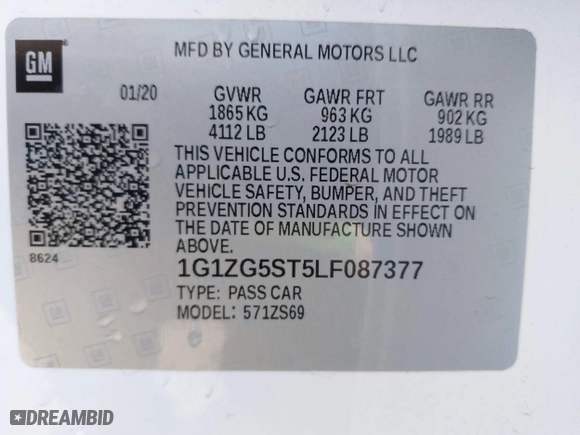 GM
MFD BY GENERAL MOTORS LLC
01/20 GVWR GAWR FRT GAWR RR
1865 KG 963 KG 902 KG
4112 LB 2123 LB 1989 LB
THIS VEHICLE CONFORMS TO ALL
APPLICABLE U.S. FEDERAL MOTOR
VEHICLE SAFETY, BUMPER, AND THEFT
PREVENTION STANDARDS IN EFFECT ON
THE DATE OF MANUFACTURE SHOWN
ABOVE.
8624
1G1ZG5ST5LF087377
TYPE: PASS CAR
MODEL: 571ZS69
DREAMBID